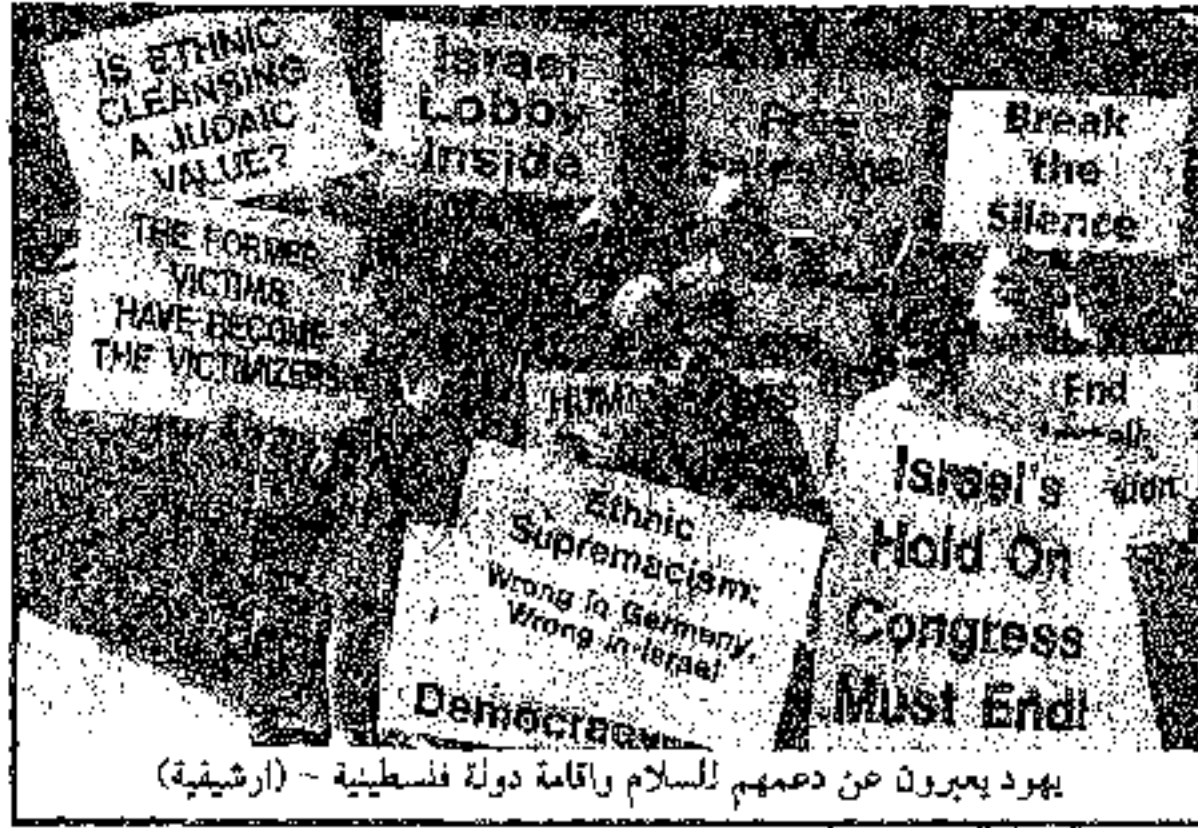 IS ETHNIC
CLEANSING
A JUDAIC
VALUE?
THE FORMER
VICTIMS
HAVE BECOME
THE VICTIMIZERS
Israel
Lobby
Inside
Free
Palestine
Break
the
Silence
End
Israel's
Hold On
Congress
Must End!
Ethnic
Supremacism:
Wrong in Germany,
Wrong in Israel
Democracy
يهود يعبرون عن دعمهم للسلام واقامة دولة فلسطينية - (ارشيفية)